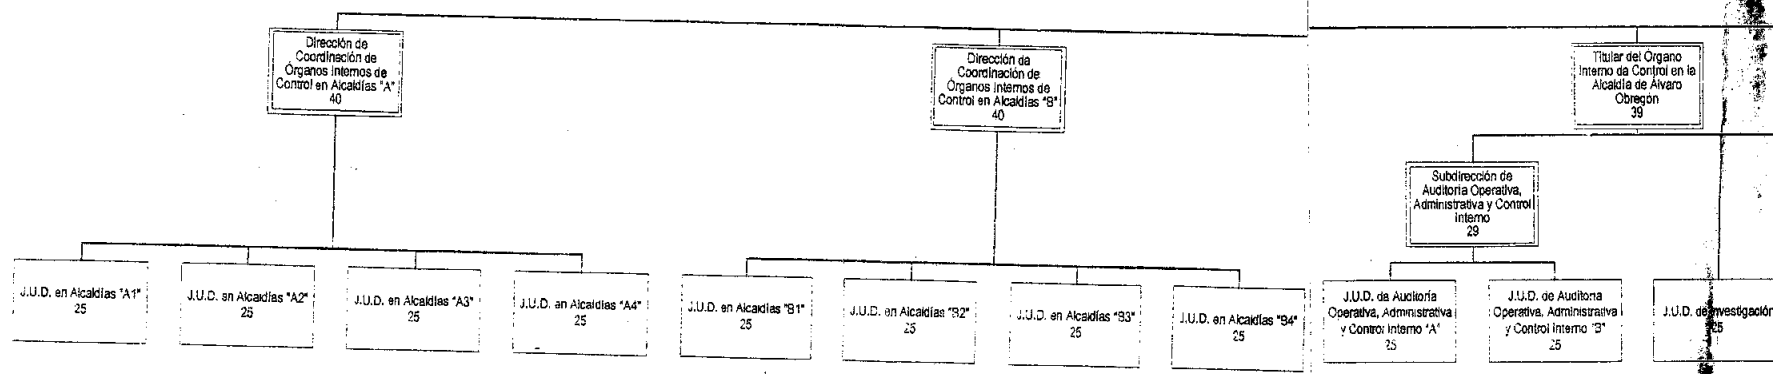 Dirección de
Coordinación de
Órganos Internos de
Control en Alcaldías "A"
40
Dirección de
Coordinación de
Órganos Internos de
Control en Alcaldías "B"
40
Titular del Órgano
Interno de Control en la
Alcaldía de Álvaro
Obregón
39
Subdirección de
Auditoría Operativa,
Administrativa y Control
Interno
29
J.U.D. en Alcaldías "A1"
25
J.U.D. en Alcaldías "A2"
25
J.U.D. en Alcaldías "A3"
25
J.U.D. en Alcaldías "A4"
25
J.U.D. en Alcaldías "B1"
25
J.U.D. en Alcaldías "B2"
25
J.U.D. en Alcaldías "B3"
25
J.U.D. en Alcaldías "B4"
25
J.U.D. de Auditoría
Operativa, Administrativa
y Control Interno "A"
25
J.U.D. de Auditoría
Operativa, Administrativa
y Control Interno "B"
25
J.U.D. de Investigación
25